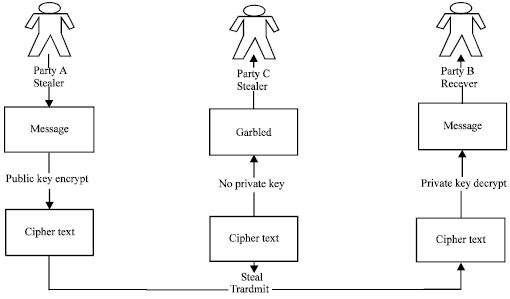 Party A
Stealer
Message
Public key encrypt
Cipher text
Party C
Stealer
Garbled
No private key
Cipher text
Steal
Trardmit
Party B
Recever
Message
Private key decrypt
Cipher text